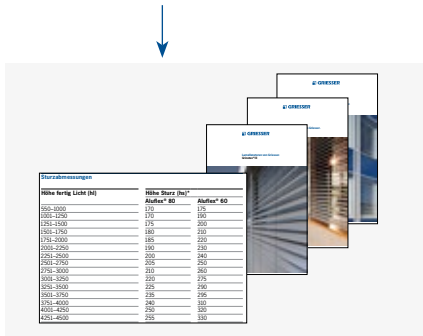 GRIESSER
GRIESSER
GRIESSER
Sturzabmessungen
Höhe fertig Licht (hl) Höhe Sturz (hs)*
Aluflex® 80 Aluflex® 60
550–1000 170 175
1001–1250 170 190
1251–1500 175 200
1501–1750 180 210
1751–2000 185 220
2001–2250 190 230
2251–2500 200 240
2501–2750 205 250
2751–3000 210 260
3001–3250 220 275
3251–3500 225 290
3501–3750 235 295
3751–4000 240 310
4001–4250 250 320
4251–4500 255 330